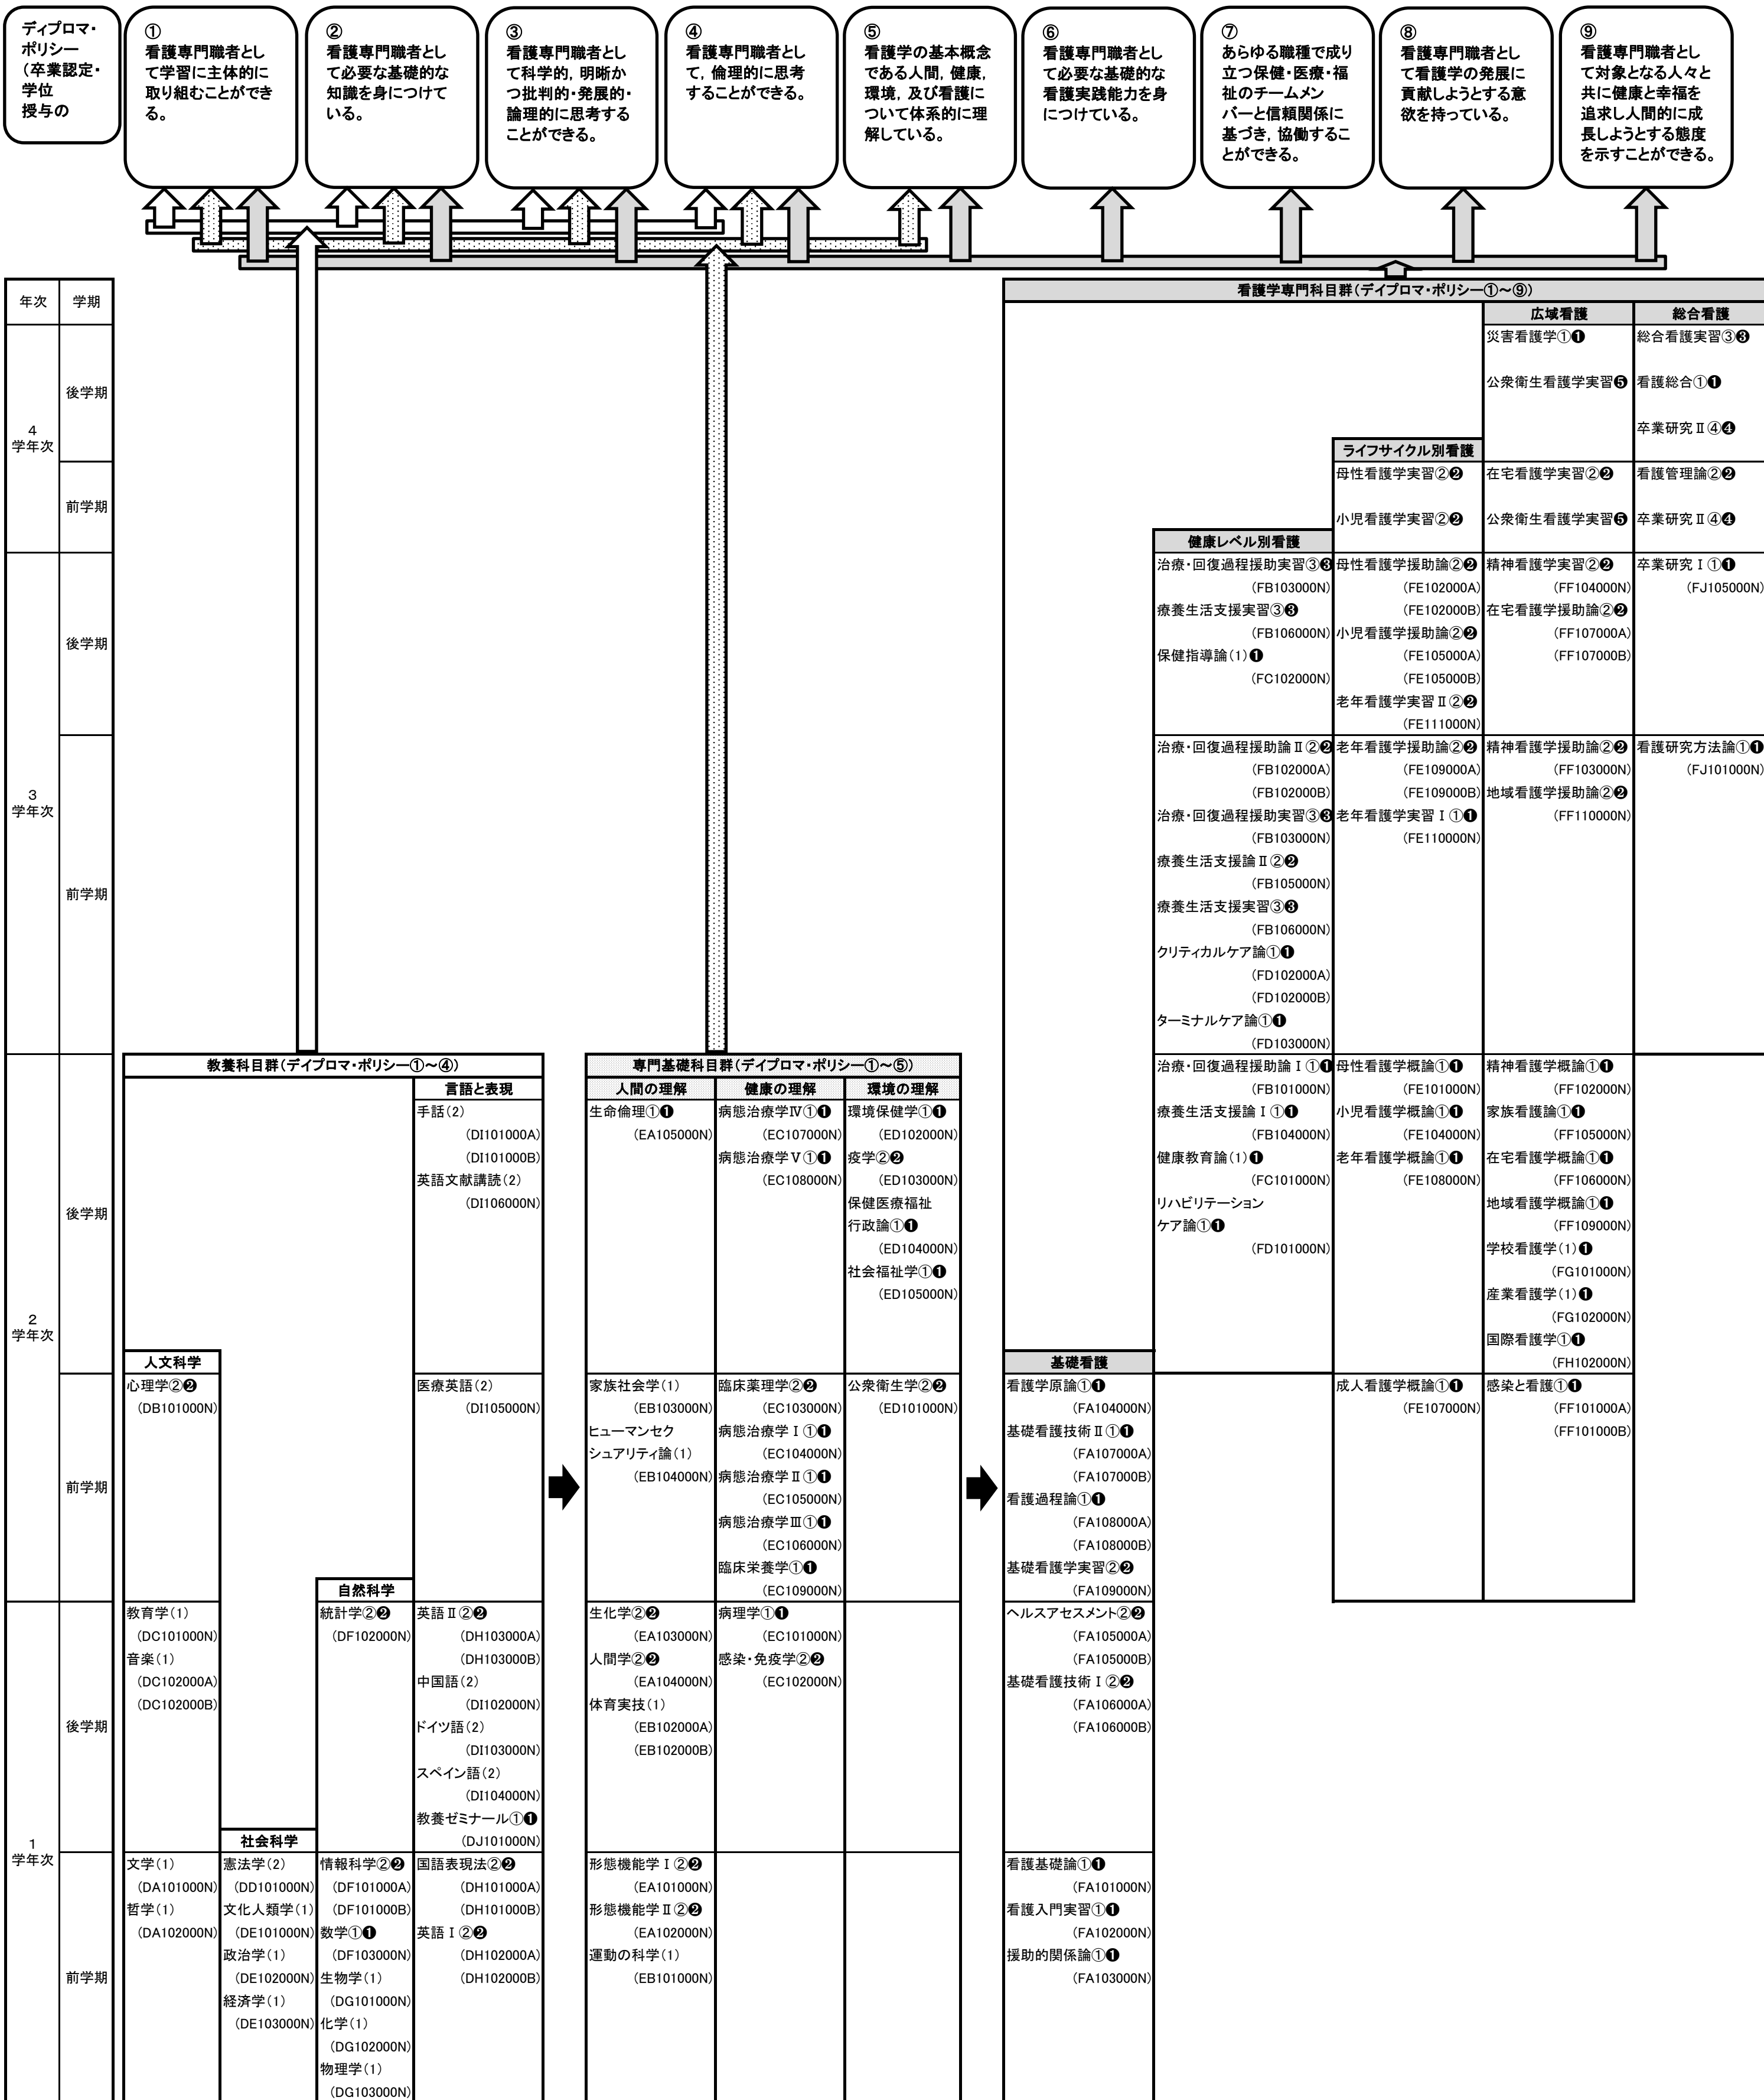 ディプロマ・
ポリシー
(卒業認定・
学位
授与の
①
看護専門職者とし
て学習に主体的に
取り組むことができ
る。
②
看護専門職者とし
て必要な基礎的な
知識を身につけて
いる。
③
看護専門職者とし
て科学的，明晰か
つ批判的・発展的・
論理的に思考する
ことができる。
④
看護専門職者とし
て，倫理的に思考
することができる。
⑤
看護学の基本概念
である人間，健康，
環境，及び看護に
ついて体系的に理
解している。
⑥
看護専門職者とし
て必要な基礎的な
看護実践能力を身
につけている。
⑦
あらゆる職種で成り
立つ保健・医療・福
祉のチームメン
バーと信頼関係に
基づき，協働するこ
とができる。
⑧
看護専門職者とし
て看護学の発展に
貢献しようとする意
欲を持っている。
⑨
看護専門職者とし
て対象となる人々と
共に健康と幸福を
追求し人間的に成
長しようとする態度
を示すことができる。
年次 学期
看護学専門科目群(デイプロマ・ポリシー①～⑨)
広域看護
総合看護
4
学年次
後学期
災害看護学①❶
公衆衛生看護学実習❺
総合看護実習③❸
看護総合①❶
卒業研究Ⅱ④❹
ライフサイクル別看護
前学期
母性看護学実習②❷
小児看護学実習②❷
在宅看護学実習②❷
公衆衛生看護学実習❺
看護管理論②❷
卒業研究Ⅱ④❹
健康レベル別看護
3
学年次
後学期
治療・回復過程援助実習③❸
(FB103000N)
療養生活支援実習③❸
(FB106000N)
保健指導論(1)❶
(FC102000N)
母性看護学援助論②❷
(FE102000A)
(FE102000B)
小児看護学援助論②❷
(FE105000A)
(FE105000B)
老年看護学実習Ⅱ②❷
(FE111000N)
精神看護学実習②❷
(FF104000N)
在宅看護学援助論②❷
(FF107000A)
(FF107000B)
卒業研究Ⅰ①❶
(FJ105000N)
前学期
治療・回復過程援助論Ⅱ②❷
(FB102000A)
(FB102000B)
治療・回復過程援助実習③❸
(FB103000N)
療養生活支援論Ⅱ②❷
(FB105000N)
療養生活支援実習③❸
(FB106000N)
クリティカルケア論①❶
(FD102000A)
(FD102000B)
ターミナルケア論①❶
(FD103000N)
老年看護学援助論②❷
(FE109000A)
(FE109000B)
老年看護学実習Ⅰ①❶
(FE110000N)
精神看護学援助論②❷
(FF103000N)
地域看護学援助論②❷
(FF110000N)
看護研究方法論①❶
(FJ101000N)
教養科目群(デイプロマ・ポリシー①～④)
言語と表現
専門基礎科目群(デイプロマ・ポリシー①～⑤)
人間の理解
健康の理解
環境の理解
2
学年次
後学期
手話(2)
(DI101000A)
(DI101000B)
英語文献講読(2)
(DI106000N)
生命倫理①❶
(EA105000N)
病態治療学Ⅳ①❶
(EC107000N)
病態治療学Ⅴ①❶
(EC108000N)
環境保健学①❶
(ED102000N)
疫学②❷
(ED103000N)
保健医療福祉
行政論①❶
(ED104000N)
社会福祉学①❶
(ED105000N)
治療・回復過程援助論Ⅰ①❶
(FB101000N)
療養生活支援論Ⅰ①❶
(FB104000N)
健康教育論(1)❶
(FC101000N)
リハビリテーション
ケア論①❶
(FD101000N)
母性看護学概論①❶
(FE101000N)
小児看護学概論①❶
(FE104000N)
老年看護学概論①❶
(FE108000N)
精神看護学概論①❶
(FF102000N)
家族看護論①❶
(FF105000N)
在宅看護学概論①❶
(FF106000N)
地域看護学概論①❶
(FF109000N)
学校看護学(1)❶
(FG101000N)
産業看護学(1)❶
(FG102000N)
国際看護学①❶
(FH102000N)
人文科学
基礎看護
前学期
心理学②❷
(DB101000N)
医療英語(2)
(DI105000N)
家族社会学(1)
(EB103000N)
ヒューマンセク
シュアリティ論(1)
(EB104000N)
臨床薬理学②❷
(EC103000N)
病態治療学Ⅰ①❶
(EC104000N)
病態治療学Ⅱ①❶
(EC105000N)
病態治療学Ⅲ①❶
(EC106000N)
臨床栄養学①❶
(EC109000N)
公衆衛生学②❷
(ED101000N)
看護学原論①❶
(FA104000N)
基礎看護技術Ⅱ①❶
(FA107000A)
(FA107000B)
看護過程論①❶
(FA108000A)
(FA108000B)
基礎看護学実習②❷
(FA109000N)
成人看護学概論①❶
(FE107000N)
感染と看護①❶
(FF101000A)
(FF101000B)
自然科学
1
学年次
後学期
教育学(1)
(DC101000N)
音楽(1)
(DC102000A)
(DC102000B)
統計学②❷
(DF102000N)
英語Ⅱ②❷
(DH103000A)
(DH103000B)
中国語(2)
(DI102000N)
ドイツ語(2)
(DI103000N)
スペイン語(2)
(DI104000N)
教養ゼミナール①❶
(DJ101000N)
生化学②❷
(EA103000N)
人間学②❷
(EA104000N)
体育実技(1)
(EB102000A)
(EB102000B)
病理学①❶
(EC101000N)
感染・免疫学②❷
(EC102000N)
ヘルスアセスメント②❷
(FA105000A)
(FA105000B)
基礎看護技術Ⅰ②❷
(FA106000A)
(FA106000B)
社会科学
前学期
文学(1)
(DA101000N)
哲学(1)
(DA102000N)
憲法学(2)
(DD101000N)
文化人類学(1)
(DE101000N)
政治学(1)
(DE102000N)
経済学(1)
(DE103000N)
情報科学②❷
(DF101000A)
(DF101000B)
数学①❶
(DF103000N)
生物学(1)
(DG101000N)
化学(1)
(DG102000N)
物理学(1)
(DG103000N)
国語表現法②❷
(DH101000A)
(DH101000B)
英語Ⅰ②❷
(DH102000A)
(DH102000B)
形態機能学Ⅰ②❷
(EA101000N)
形態機能学Ⅱ②❷
(EA102000N)
運動の科学(1)
(EB101000N)
看護基礎論①❶
(FA101000N)
看護入門実習①❶
(FA102000N)
援助的関係論①❶
(FA103000N)